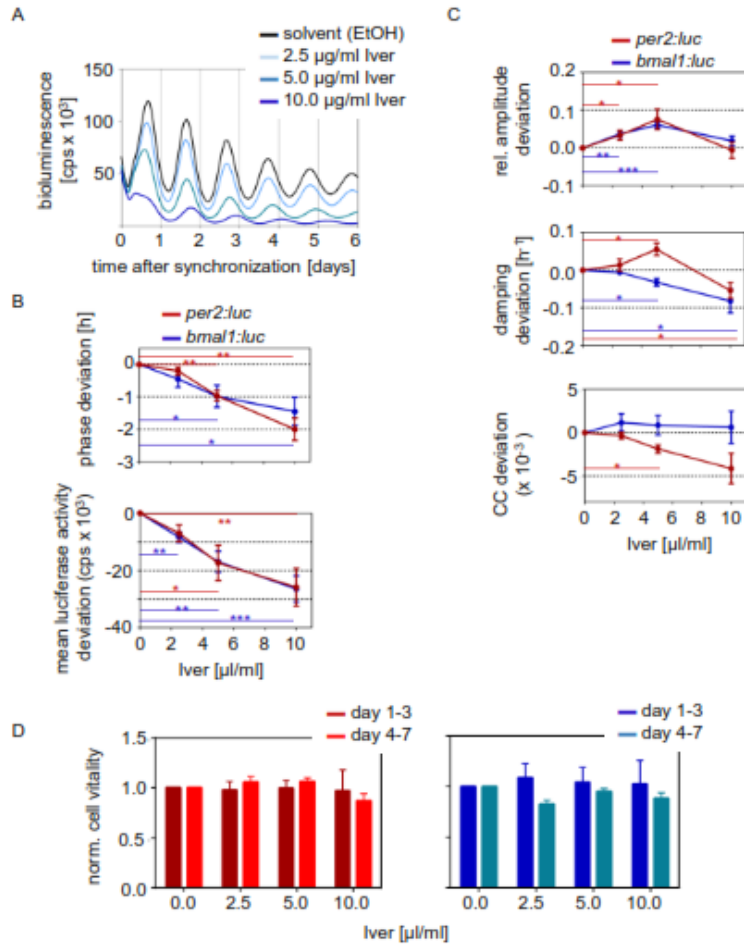 A
solvent (EtOH)
2.5 µg/ml Iver
5.0 µg/ml Iver
10.0 µg/ml Iver
bioluminescence
[cps x 10³]
150
100
50
0 1 2 3 4 5 6
time after synchronization [days]
B
per2:luc
bmal1:luc
phase deviation [h]
0
-1
-2
-3
**
**
*
*
mean luciferase activity
deviation (cps x 10³)
0
-20
-40
**
**
*
**
***
0 2 4 6 8 10
Iver [µl/ml]
C
per2:luc
bmal1:luc
rel. amplitude
deviation
0.2
0.1
0.0
-0.1
*
*
**
***
damping
deviation [h⁻¹]
0.1
0.0
-0.1
-0.2
*
*
*
*
CC deviation
(x 10⁻³)
5
0
-5
*
0 2 4 6 8 10
Iver [µl/ml]
D
day 1-3
day 4-7
day 1-3
day 4-7
norm. cell vitality
1.5
1.0
0.5
0.0
0.0 2.5 5.0 10.0
0.0 2.5 5.0 10.0
Iver [µl/ml]